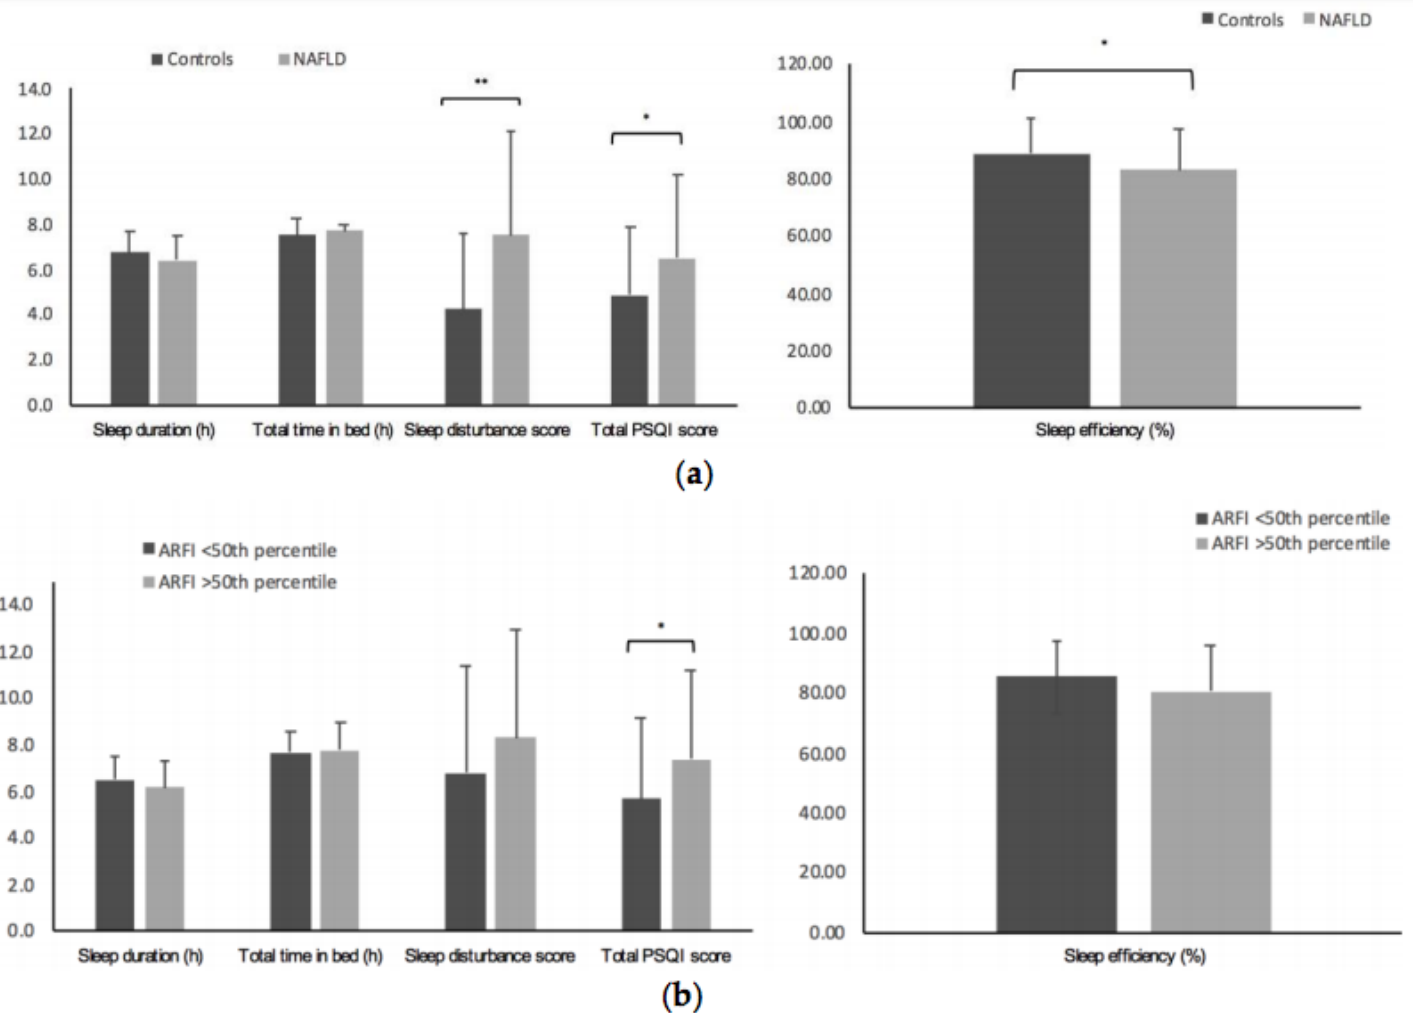 Controls NAFLD
**
*
14.0
12.0
10.0
8.0
6.0
4.0
2.0
0.0
Sleep duration (h) Total time in bed (h) Sleep disturbance score Total PSQI score
Controls NAFLD
*
120.00
100.00
80.00
60.00
40.00
20.00
0.00
Sleep efficiency (%)
(a)
ARFI <50th percentile
ARFI >50th percentile
*
14.0
12.0
10.0
8.0
6.0
4.0
2.0
0.0
Sleep duration (h) Total time in bed (h) Sleep disturbance score Total PSQI score
ARFI <50th percentile
ARFI >50th percentile
120.00
100.00
80.00
60.00
40.00
20.00
0.00
Sleep efficiency (%)
(b)